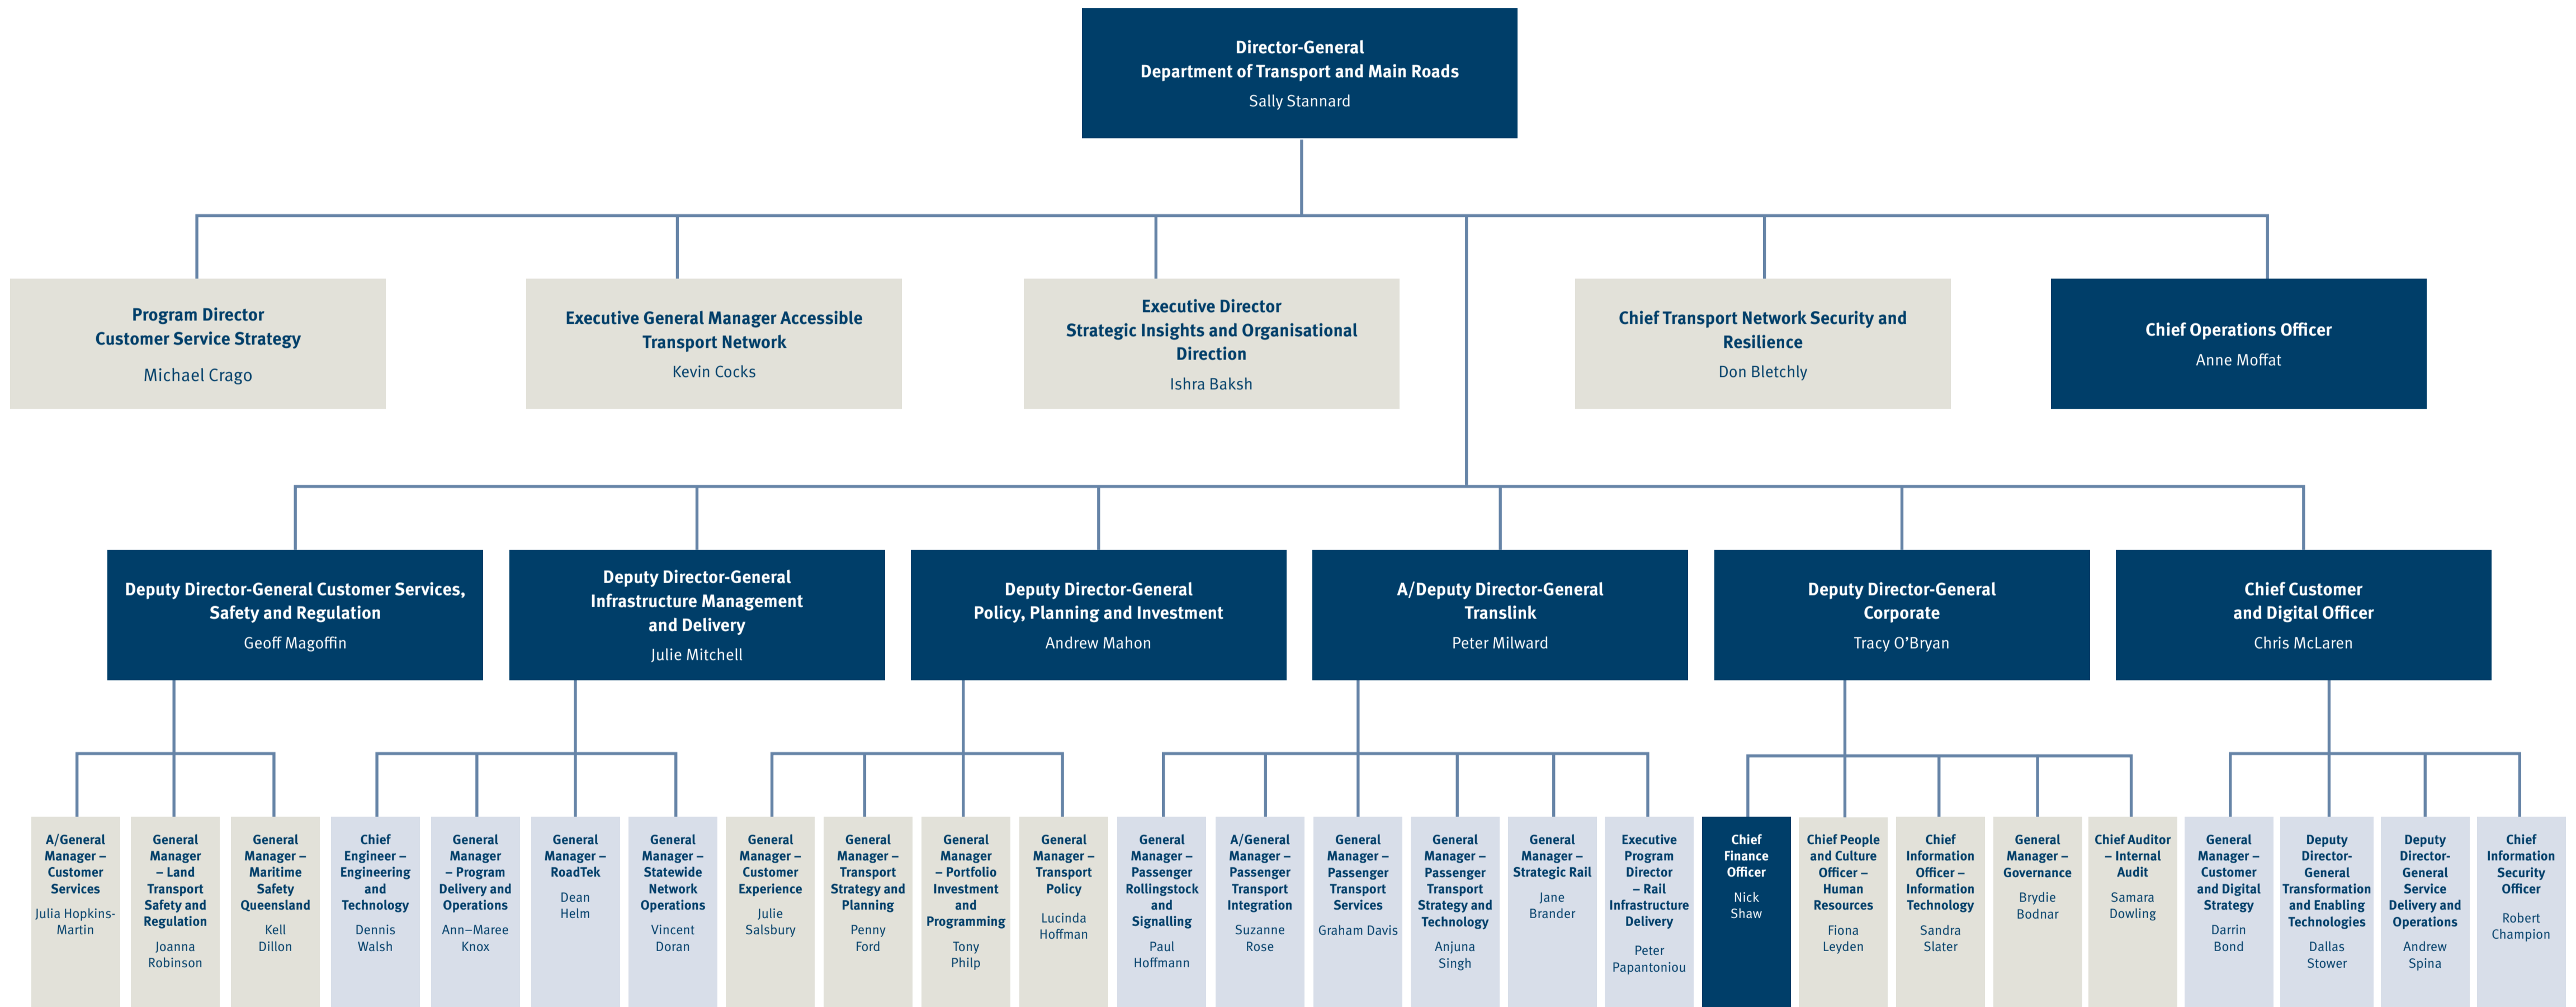 Director-General
Department of Transport and Main Roads
Sally Stannard
Program Director
Customer Service Strategy
Michael Crago
Executive General Manager Accessible
Transport Network
Kevin Cocks
Executive Director
Strategic Insights and Organisational
Direction
Ishra Baksh
Chief Transport Network Security and
Resilience
Don Bletchly
Chief Operations Officer
Anne Moffat
Deputy Director-General Customer Services,
Safety and Regulation
Geoff Magoffin
Deputy Director-General
Infrastructure Management
and Delivery
Julie Mitchell
Deputy Director-General
Policy, Planning and Investment
Andrew Mahon
A/Deputy Director-General
Translink
Peter Milward
Deputy Director-General
Corporate
Tracy O’Bryan
Chief Customer
and Digital Officer
Chris McLaren
A/General
Manager –
Customer
Services
Julia Hopkins-
Martin
General
Manager
– Land
Transport
Safety and
Regulation
Joanna
Robinson
General
Manager –
Maritime
Safety
Queensland
Kell
Dillon
Chief
Engineer –
Engineering
and
Technology
Dennis
Walsh
General
Manager
– Program
Delivery and
Operations
Ann–Maree
Knox
General
Manager –
RoadTek
Dean
Helm
General
Manager –
Statewide
Network
Operations
Vincent
Doran
General
Manager –
Customer
Experience
Julie
Salsbury
General
Manager –
Transport
Strategy and
Planning
Penny
Ford
General
Manager
– Portfolio
Investment
and
Programming
Tony
Philp
General
Manager –
Transport
Policy
Lucinda
Hoffman
General
Manager –
Passenger
Rollingstock
and
Signalling
Paul
Hoffmann
A/General
Manager –
Passenger
Transport
Integration
Suzanne
Rose
General
Manager –
Passenger
Transport
Services
Graham Davis
General
Manager –
Passenger
Transport
Strategy and
Technology
Anjuna
Singh
General
Manager –
Strategic Rail
Jane
Brander
Executive
Program
Director
– Rail
Infrastructure
Delivery
Peter
Papantoniou
Chief
Finance
Officer
Nick
Shaw
Chief People
and Culture
Officer –
Human
Resources
Fiona
Leyden
Chief
Information
Officer –
Information
Technology
Sandra
Slater
General
Manager –
Governance
Brydie
Bodnar
Chief Auditor
– Internal
Audit
Samara
Dowling
General
Manager –
Customer
and Digital
Strategy
Darrin
Bond
Deputy
Director-
General
Transformation
and Enabling
Technologies
Dallas
Stower
Deputy
Director-
General
Service
Delivery and
Operations
Andrew
Spina
Chief
Information
Security
Officer
Robert
Champion